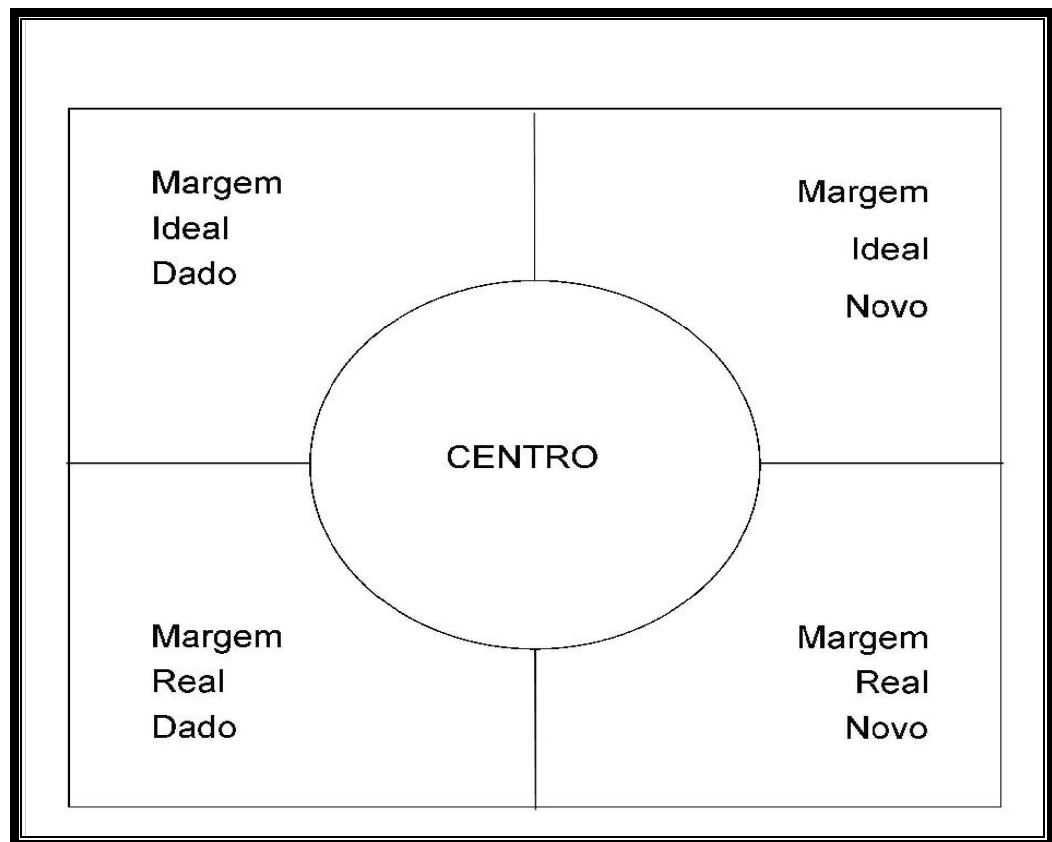 Margem
Ideal
Dado
Margem
Ideal
Novo
CENTRO
Margem
Real
Dado
Margem
Real
Novo